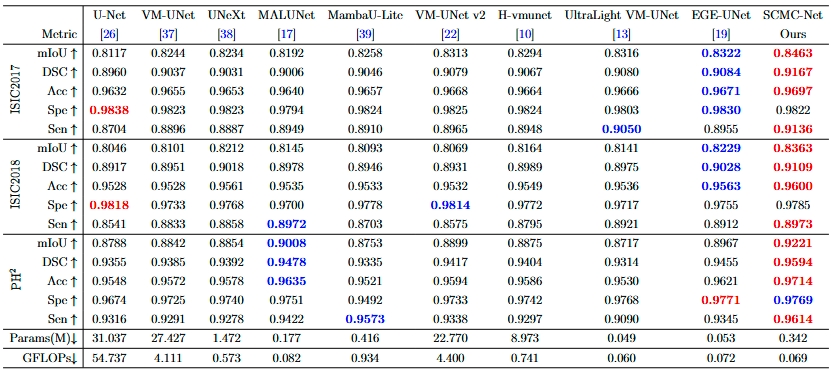 U-Net VM-UNet UNeXt MALUNet MambaU-Lite VM-UNet v2 H-vmunet UltraLight VM-UNet EGE-UNet SCMC-Net
Metric [26] [37] [38] [17] [39] [22] [10] [13] [19] Ours
ISIC2017
mIoU ↑ 0.8117 0.8244 0.8234 0.8192 0.8258 0.8313 0.8294 0.8316 0.8322 0.8463
DSC ↑ 0.8960 0.9037 0.9031 0.9006 0.9046 0.9079 0.9067 0.9080 0.9084 0.9167
Acc ↑ 0.9632 0.9655 0.9653 0.9640 0.9657 0.9668 0.9664 0.9666 0.9671 0.9697
Spe ↑ 0.9838 0.9823 0.9823 0.9794 0.9824 0.9825 0.9824 0.9803 0.9830 0.9822
Sen ↑ 0.8704 0.8896 0.8887 0.8949 0.8910 0.8965 0.8948 0.9050 0.8955 0.9136
ISIC2018
mIoU ↑ 0.8046 0.8101 0.8212 0.8145 0.8093 0.8069 0.8164 0.8141 0.8229 0.8363
DSC ↑ 0.8917 0.8951 0.9018 0.8978 0.8946 0.8931 0.8989 0.8975 0.9028 0.9109
Acc ↑ 0.9528 0.9528 0.9561 0.9535 0.9533 0.9532 0.9549 0.9536 0.9563 0.9600
Spe ↑ 0.9818 0.9733 0.9768 0.9700 0.9778 0.9814 0.9772 0.9717 0.9755 0.9785
Sen ↑ 0.8541 0.8833 0.8858 0.8972 0.8703 0.8575 0.8795 0.8921 0.8912 0.8973
PH²
mIoU ↑ 0.8788 0.8842 0.8854 0.9008 0.8753 0.8899 0.8875 0.8717 0.8967 0.9221
DSC ↑ 0.9355 0.9385 0.9392 0.9478 0.9335 0.9417 0.9404 0.9314 0.9455 0.9594
Acc ↑ 0.9548 0.9572 0.9578 0.9635 0.9521 0.9594 0.9586 0.9530 0.9621 0.9714
Spe ↑ 0.9674 0.9725 0.9740 0.9751 0.9492 0.9733 0.9742 0.9768 0.9771 0.9769
Sen ↑ 0.9316 0.9291 0.9278 0.9422 0.9573 0.9338 0.9297 0.9090 0.9345 0.9614
Params(M)↓ 31.037 27.427 1.472 0.177 0.416 22.770 8.973 0.049 0.053 0.342
GFLOPs↓ 54.737 4.111 0.573 0.082 0.934 4.400 0.741 0.060 0.072 0.069